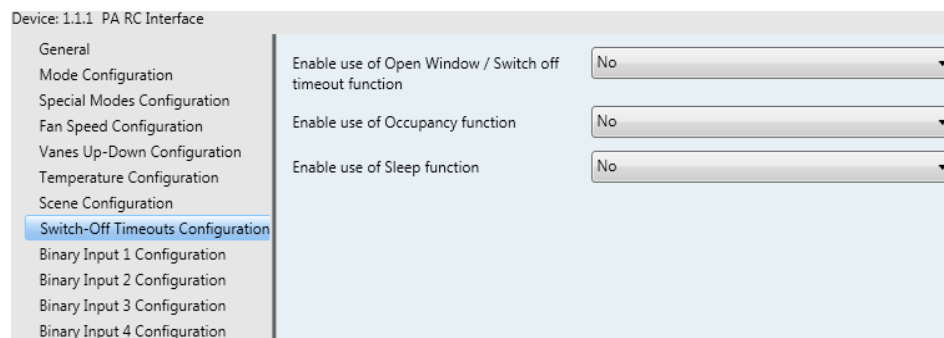 Device: 1.1.1 PA RC Interface
General
Mode Configuration
Special Modes Configuration
Fan Speed Configuration
Vanes Up-Down Configuration
Temperature Configuration
Scene Configuration
Switch-Off Timeouts Configuration
Binary Input 1 Configuration
Binary Input 2 Configuration
Binary Input 3 Configuration
Binary Input 4 Configuration
Enable use of Open Window / Switch off
timeout function
No
Enable use of Occupancy function
No
Enable use of Sleep function
No